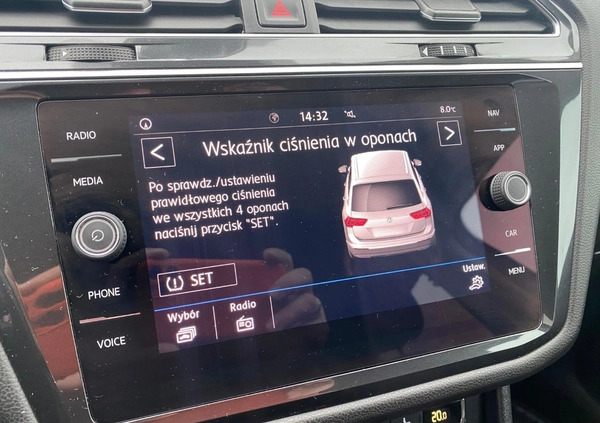 14:32
8.0°C
RADIO
NAV
Wskaźnik ciśnienia w oponach
MEDIA
APP
Po sprawdz./ustawieniu
prawidłowego ciśnienia
we wszystkich 4 oponach
naciśnij przycisk "SET".
CAR
SET
Ustaw.
MENU
PHONE
Wybór
Radio
VOICE
20.0